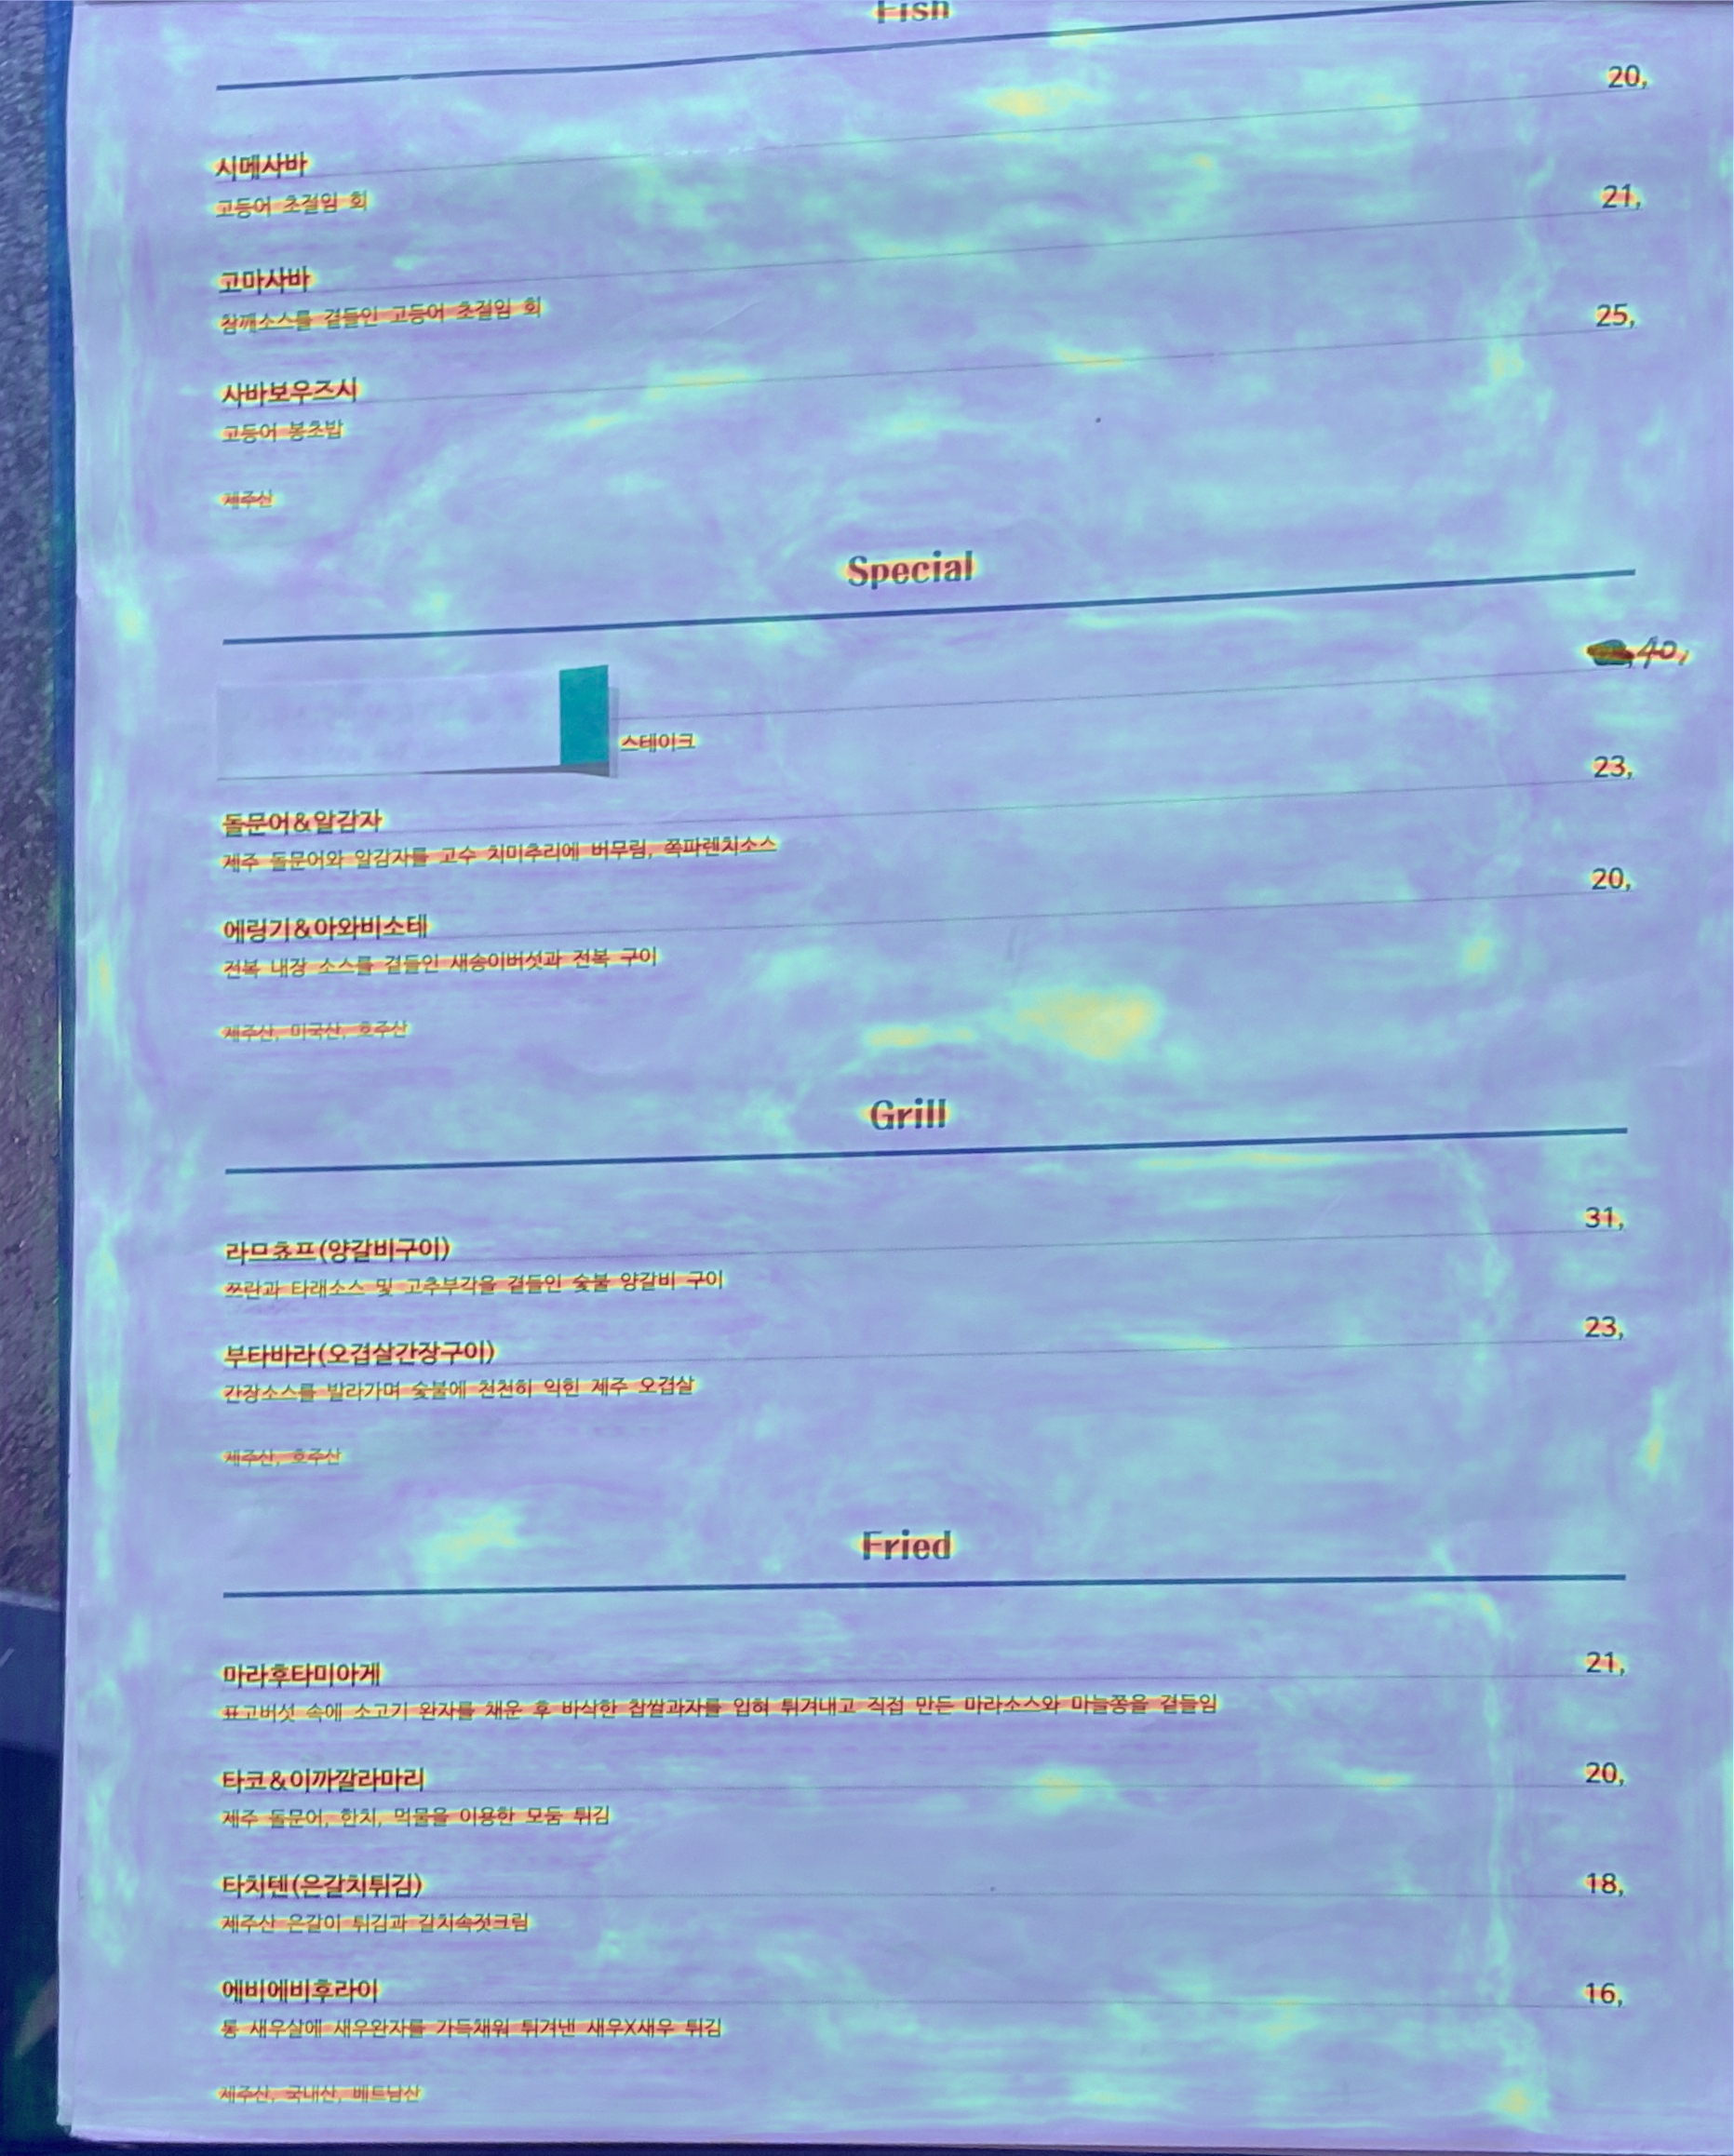 Fish
20,
시메사바
고등어 초절임 회
21,
고마사바
참깨소스를 곁들인 고등어 초절임 회
25,
사바보우즈시
고등어 봉초밥
제주산
Special
40,
스테이크
23,
돌문어&알감자
제주 돌문어와 알감자를 고수 치미추리에 버무림, 쪽파렌치소스
20,
에링기&아와비소테
전복 내장 소스를 곁들인 새송이버섯과 전복 구이
제주산, 미국산, 호주산
Grill
31,
라므쵸프(양갈비구이)
쯔란과 타래소스 및 고추부각을 곁들인 숯불 양갈비 구이
23,
부타바라(오겹살간장구이)
간장소스를 발라가며 숯불에 천천히 익힌 제주 오겹살
제주산, 호주산
Fried
마라후타미아게 21,
표고버섯 속에 소고기 완자를 채운 후 바삭한 찹쌀과자를 입혀 튀겨내고 직접 만든 마라소스와 마늘쫑을 곁들임
타코&이까깔라마리 20,
제주 돌문어, 한치, 먹물을 이용한 모둠 튀김
타치텐(은갈치튀김) 18,
제주산 은갈이 튀김과 갈치속젓크림
에비에비후라이 16,
통 새우살에 새우완자를 가득채워 튀겨낸 새우X새우 튀김
제주산, 국내산, 베트남산